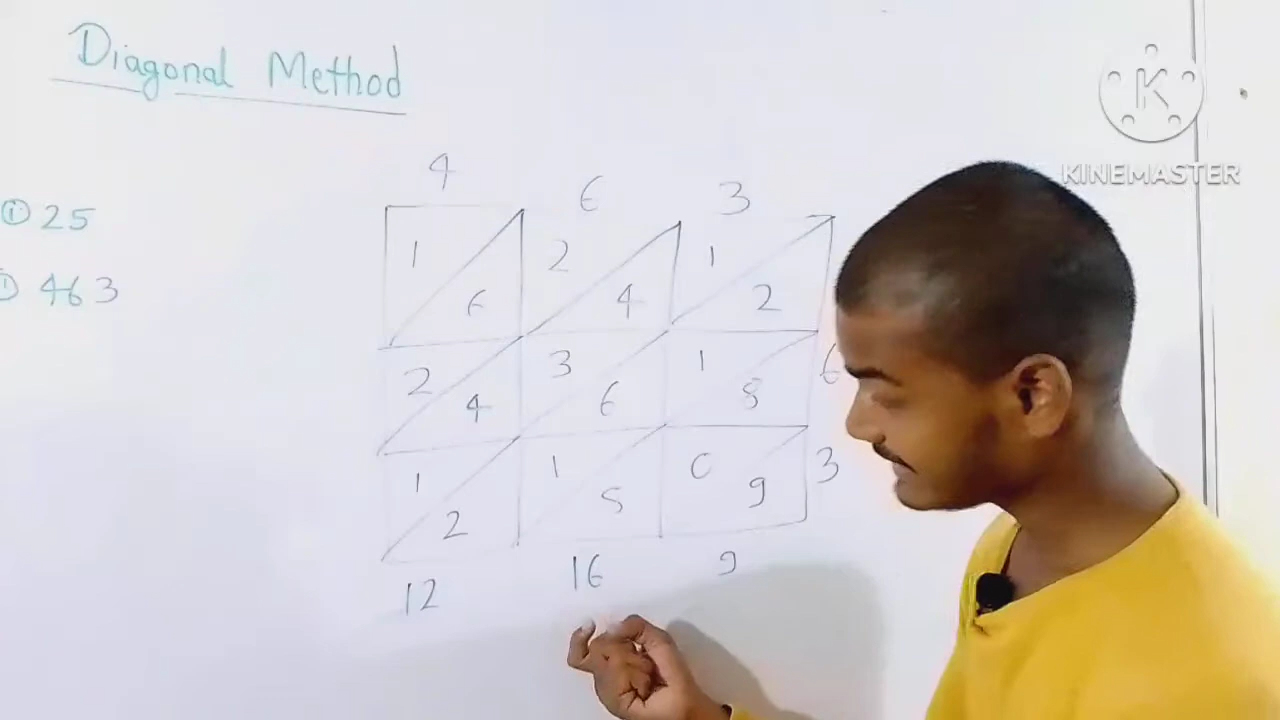 Diagonal Method
KINEMASTER
① 25
463
4 6 3
1 2 1
6 4 2
2 3 1 6
4 6 8
1 1 0 3
2 5 9
12 16 9